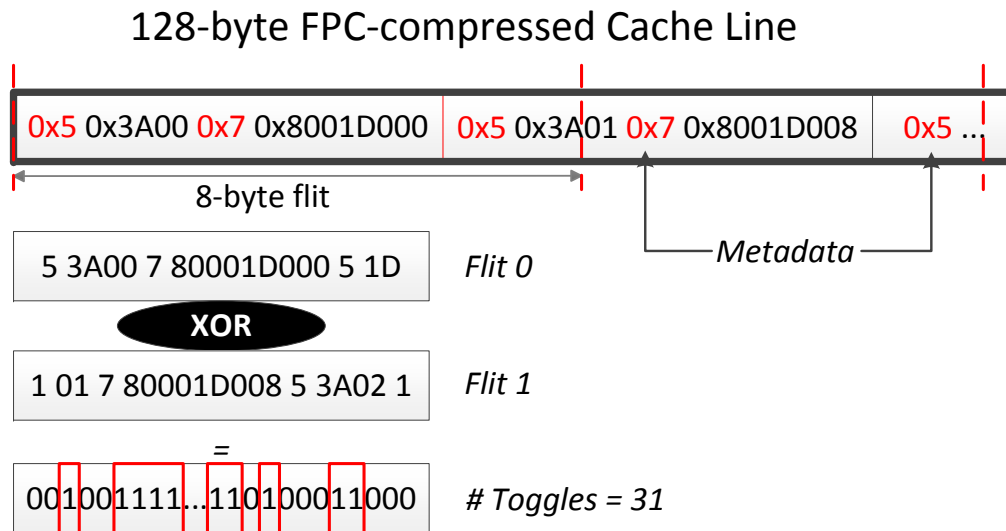 128-byte FPC-compressed Cache Line
0x5 0x3A00 0x7 0x8001D000 0x5 0x3A01 0x7 0x8001D008 0x5 ...
8-byte flit
Metadata
5 3A00 7 80001D000 5 1D Flit 0
XOR
1 01 7 80001D008 5 3A02 1 Flit 1
=
001001111...110100011000 # Toggles = 31